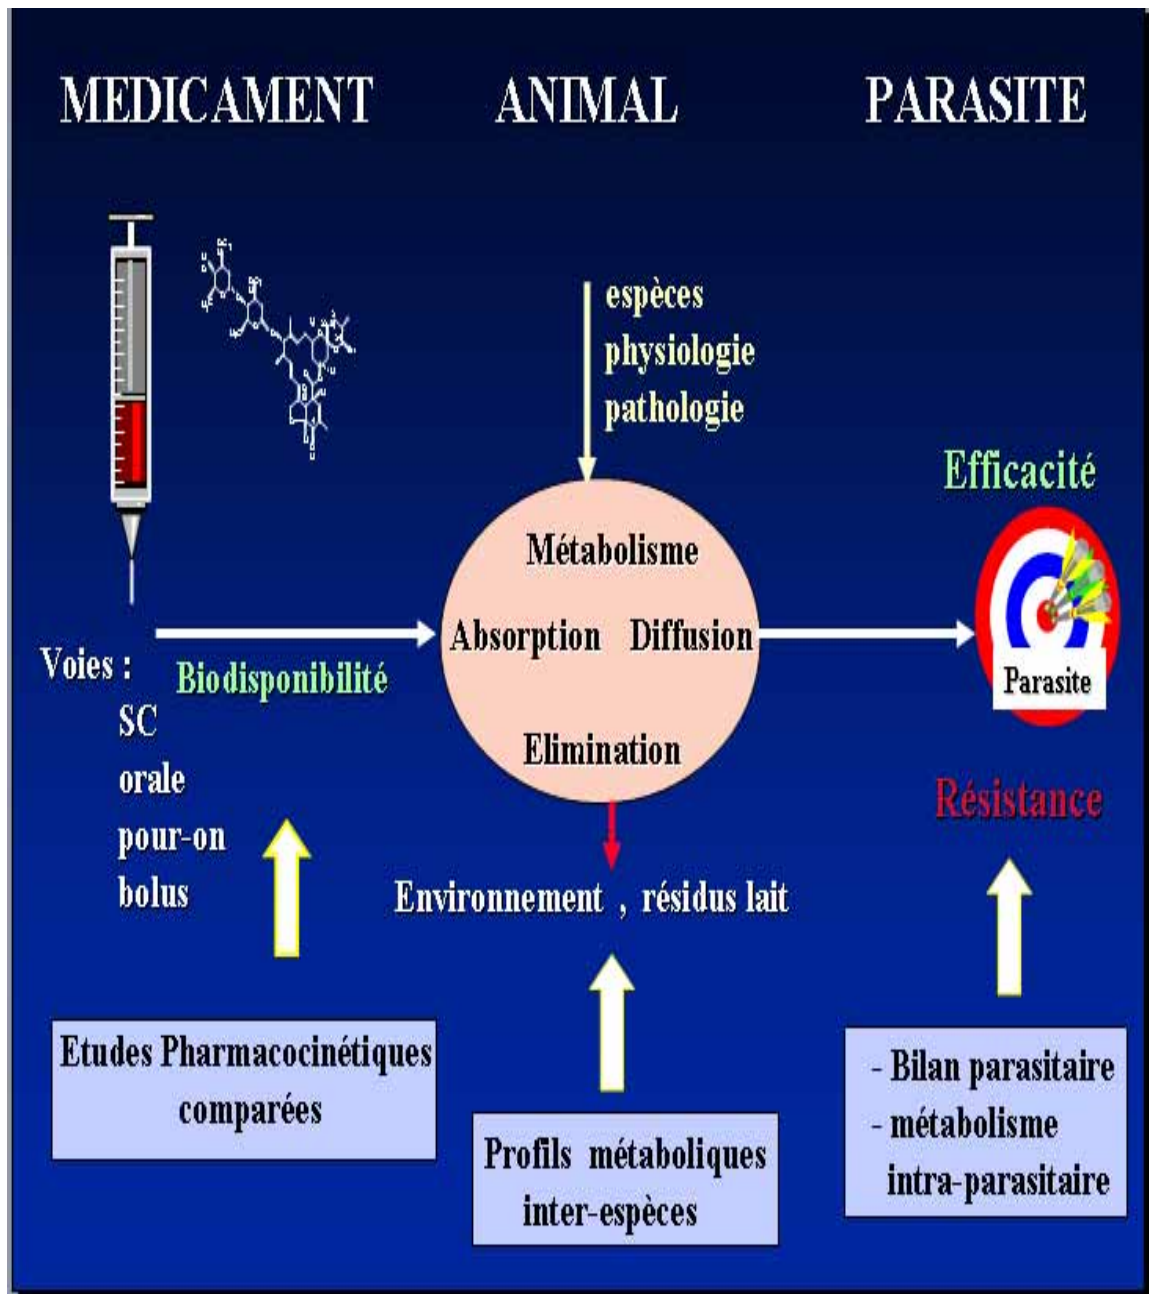 MEDICAMENT
ANIMAL
PARASITE
espèces
physiologie
pathologie
Efficacité
Métabolisme
Absorption Diffusion
Elimination
Parasite
Voies :
SC
orale
pour-on
bolus
Biodisponibilité
Résistance
Environnement , résidus lait
Etudes Pharmacocinétiques
comparées
Profils métaboliques
inter-espèces
- Bilan parasitaire
- métabolisme
intra-parasitaire